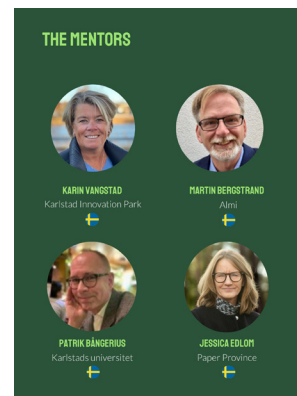 THE MENTORS
KARIN VANGSTAD
Karlstad Innovation Park
MARTIN BERGSTRAND
Almi
PATRIK BÅNGERIUS
Karlstads universitet
JESSICA EDLOM
Paper Province